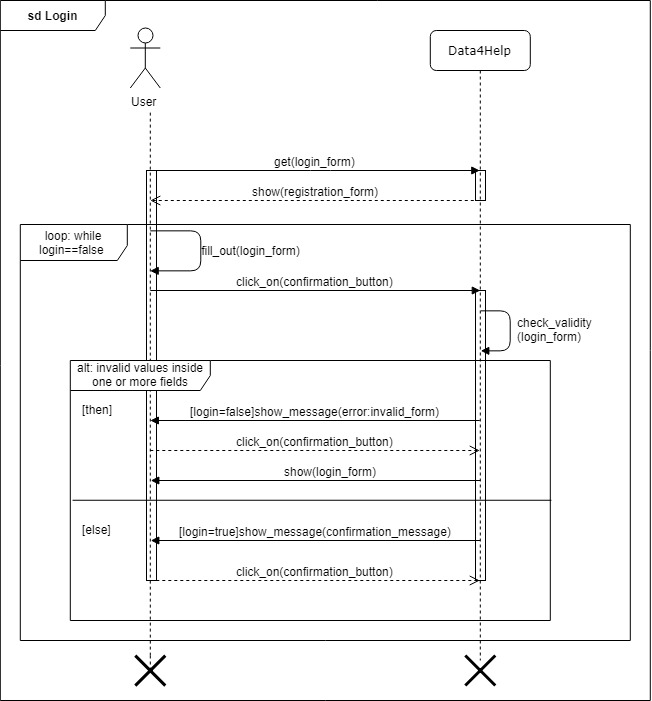 sd Login
User
Data4Help
get(login_form)
show(registration_form)
loop: while
login==false
fill_out(login_form)
click_on(confirmation_button)
check_validity
(login_form)
alt: invalid values inside
one or more fields
[then]
[login=false]show_message(error:invalid_form)
click_on(confirmation_button)
show(login_form)
[else]
[login=true]show_message(confirmation_message)
click_on(confirmation_button)